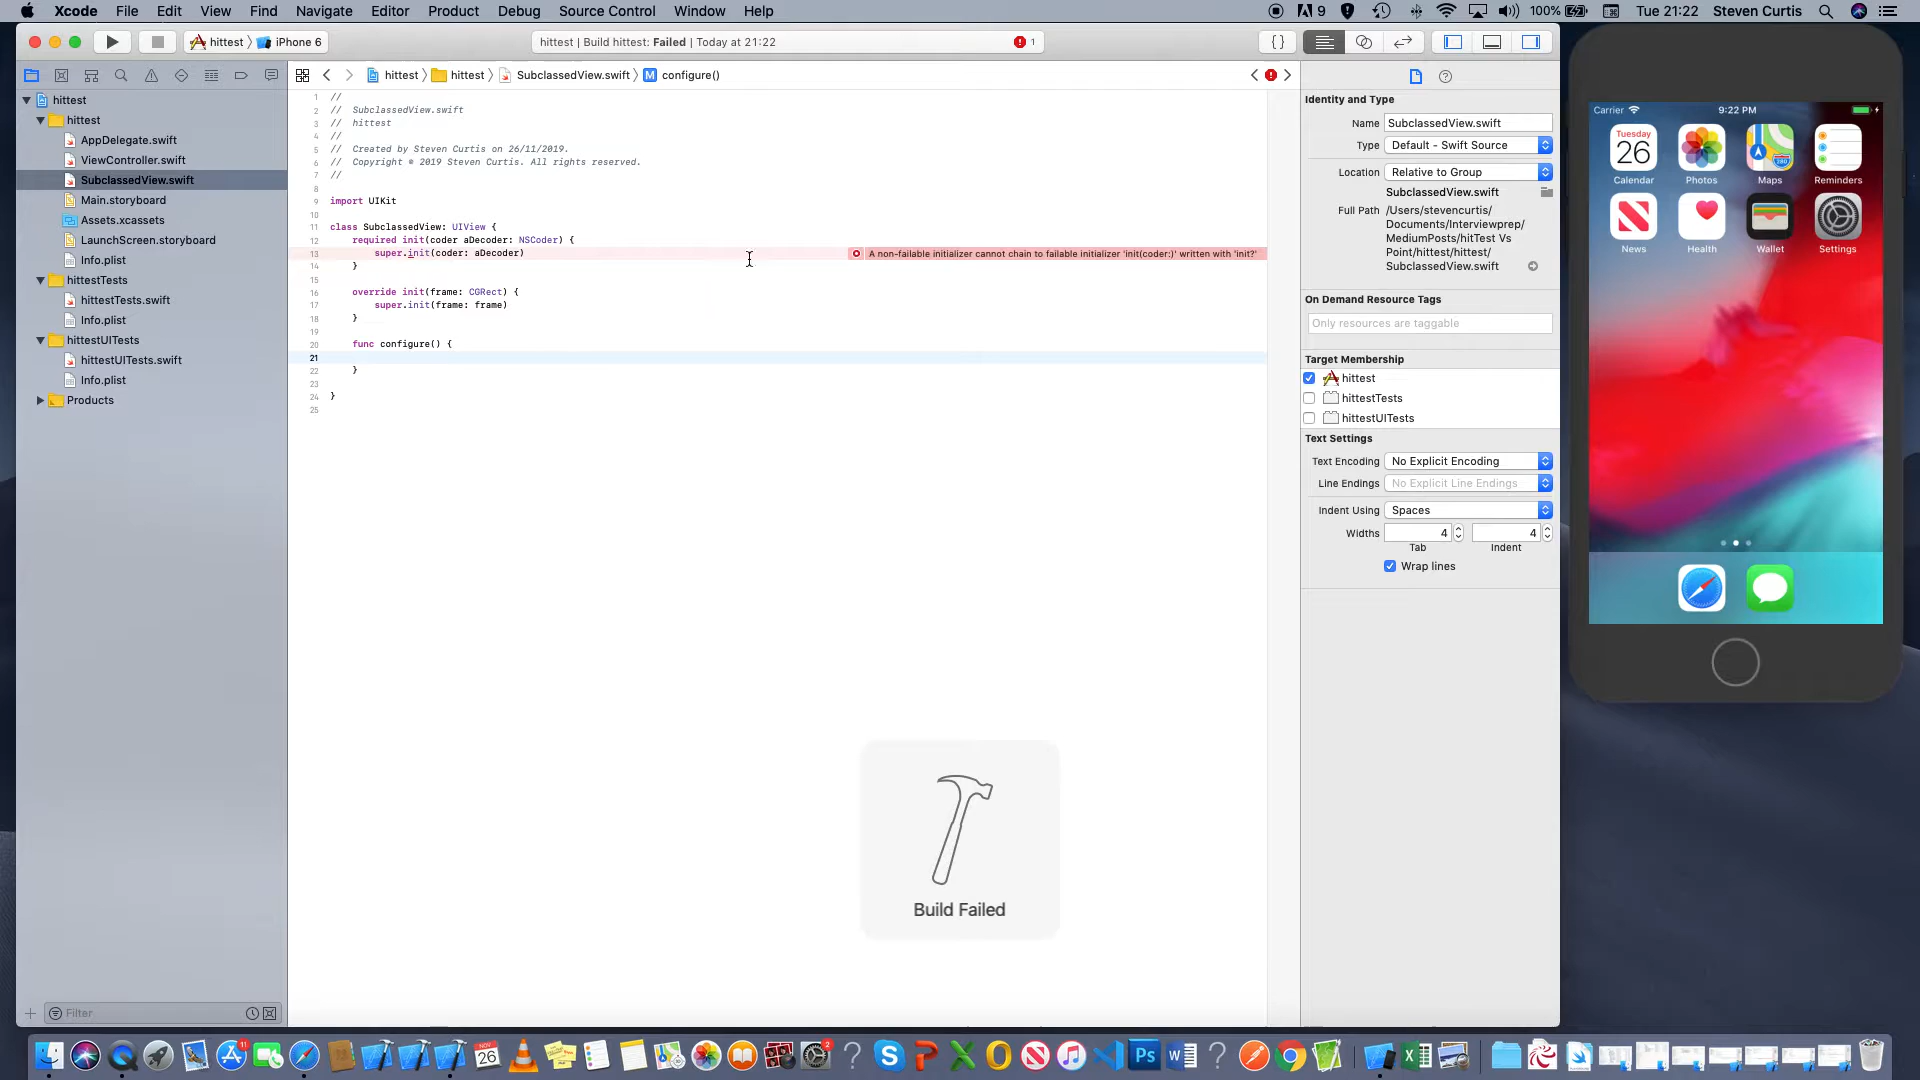 Xcode File Edit View Find Navigate Editor Product Debug Source Control Window Help 9 100% Tue 21:22 Steven Curtis
hittest iPhone 6
hittest | Build hittest: Failed | Today at 21:22 1
hittest hittest SubclassedView.swift M configure()
hittest
hittest
AppDelegate.swift
ViewController.swift
SubclassedView.swift
Main.storyboard
Assets.xcassets
LaunchScreen.storyboard
Info.plist
hittestTests
hittestTests.swift
Info.plist
hittestUITests
hittestUITests.swift
Info.plist
Products
Filter
1 //
2 // SubclassedView.swift
3 // hittest
4 //
5 // Created by Steven Curtis on 26/11/2019.
6 // Copyright © 2019 Steven Curtis. All rights reserved.
7 //
8
9 import UIKit
10
11 class SubclassedView: UIView {
12 required init(coder aDecoder: NSCoder) {
13 super.init(coder: aDecoder) A non-failable initializer cannot chain to failable initializer 'init(coder:)' written with 'init?'
14 }
15
16 override init(frame: CGRect) {
17 super.init(frame: frame)
18 }
19
20 func configure() {
21
22 }
23
24 }
25
Build Failed
Identity and Type
Name SubclassedView.swift
Type Default - Swift Source
Location Relative to Group
SubclassedView.swift
Full Path /Users/stevencurtis/
Documents/Interviewprep/
MediumPosts/hitTest Vs
Point/hittest/hittest/
SubclassedView.swift
On Demand Resource Tags
Only resources are taggable
Target Membership
hittest
hittestTests
hittestUITests
Text Settings
Text Encoding No Explicit Encoding
Line Endings No Explicit Line Endings
Indent Using Spaces
Widths 4 4
Tab Indent
Wrap lines
Carrier 9:22 PM
Tuesday
26
Calendar Photos Maps Reminders
News Health Wallet Settings
11
NOV
26
2
Ps